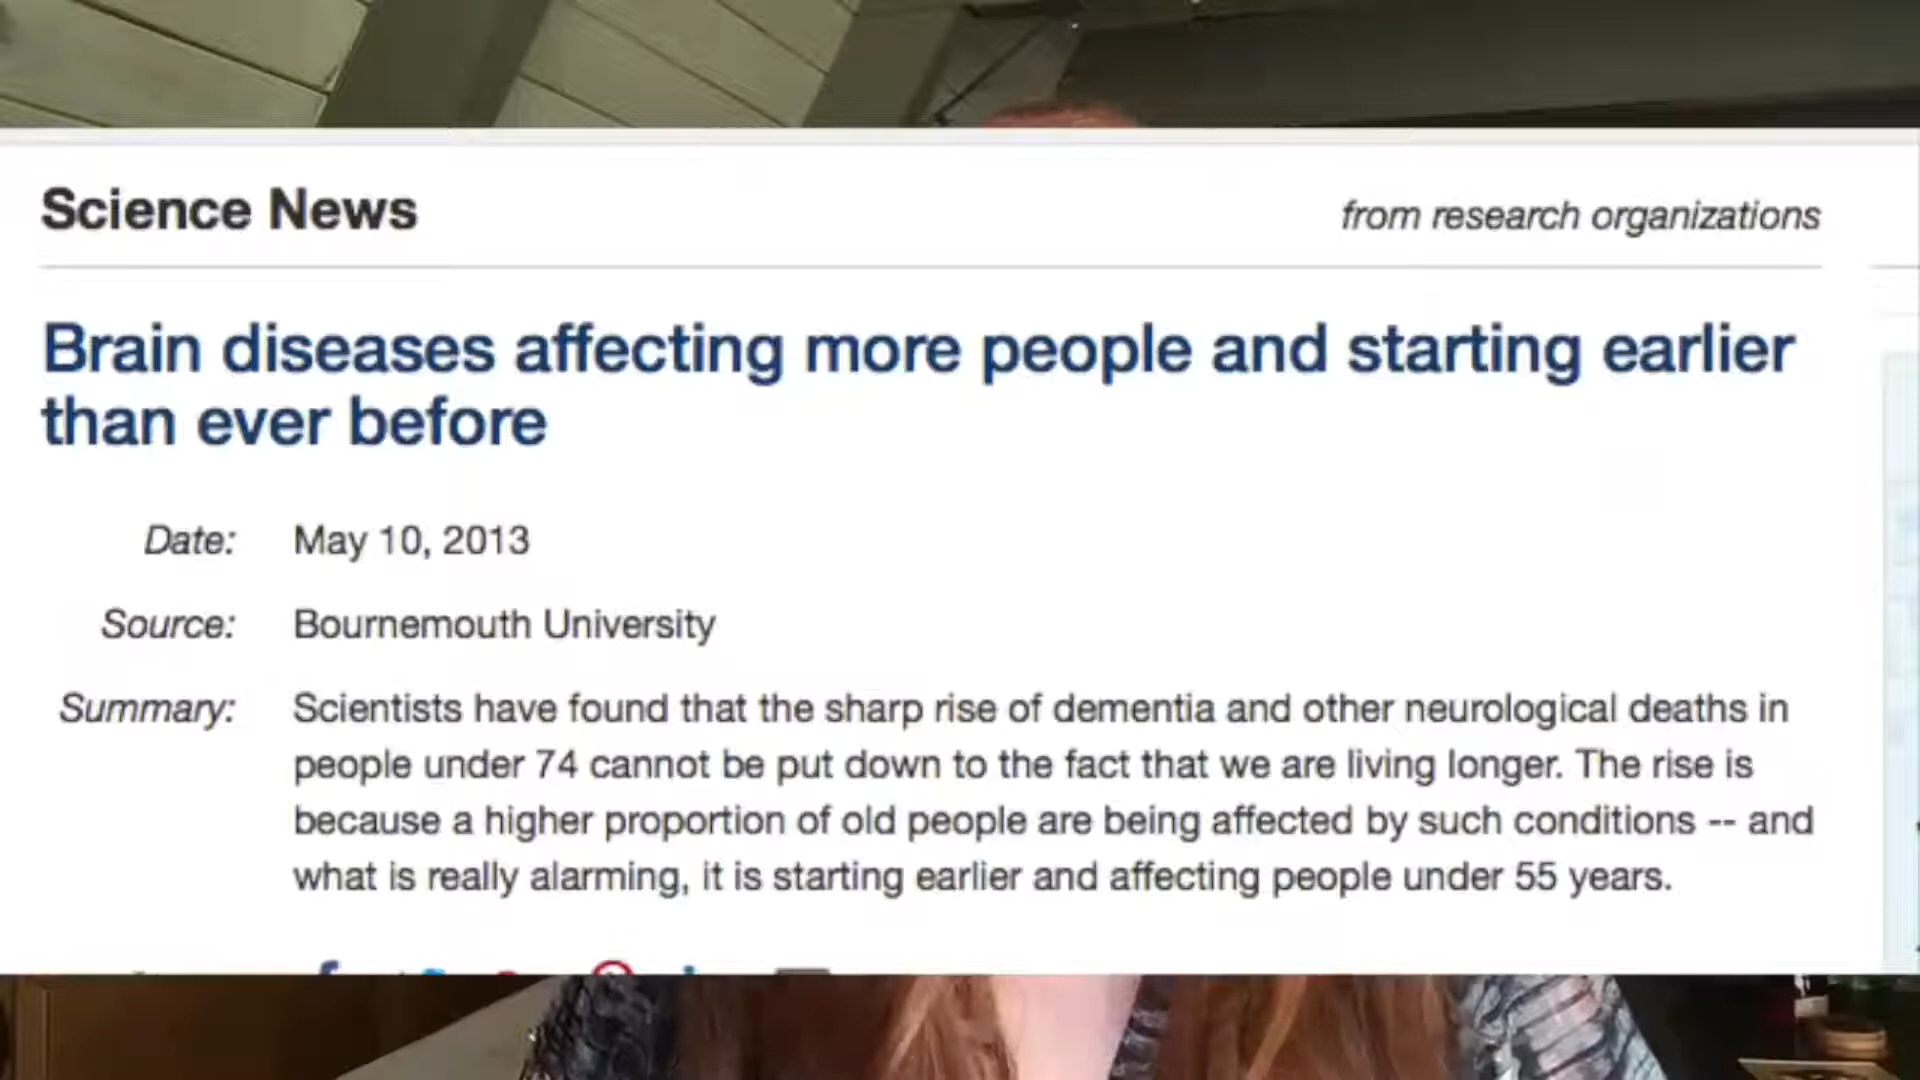 Science News
from research organizations
Brain diseases affecting more people and starting earlier
than ever before
Date: May 10, 2013
Source: Bournemouth University
Summary: Scientists have found that the sharp rise of dementia and other neurological deaths in
people under 74 cannot be put down to the fact that we are living longer. The rise is
because a higher proportion of old people are being affected by such conditions -- and
what is really alarming, it is starting earlier and affecting people under 55 years.